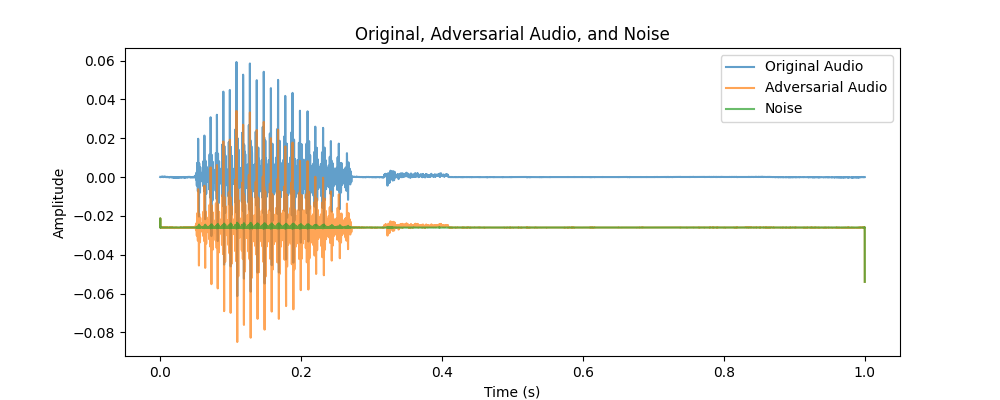 Original, Adversarial Audio, and Noise
Original Audio
Adversarial Audio
Noise
Amplitude
0.06
0.04
0.02
0.00
−0.02
−0.04
−0.06
−0.08
0.0 0.2 0.4 0.6 0.8 1.0
Time (s)